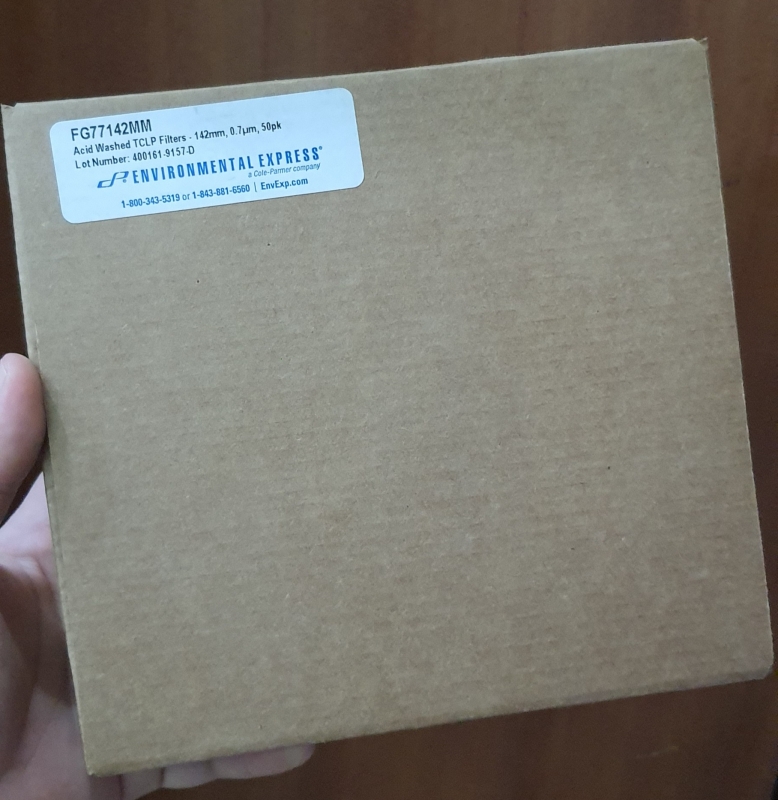 FG77142MM
Acid Washed TCLP Filters - 142mm, 0.7µm, 50pk
Lot Number: 400161-9157-D
ENVIRONMENTAL EXPRESS®
a Cole-Parmer company
1-800-343-5319 or 1-843-881-6560 | EnvExp.com